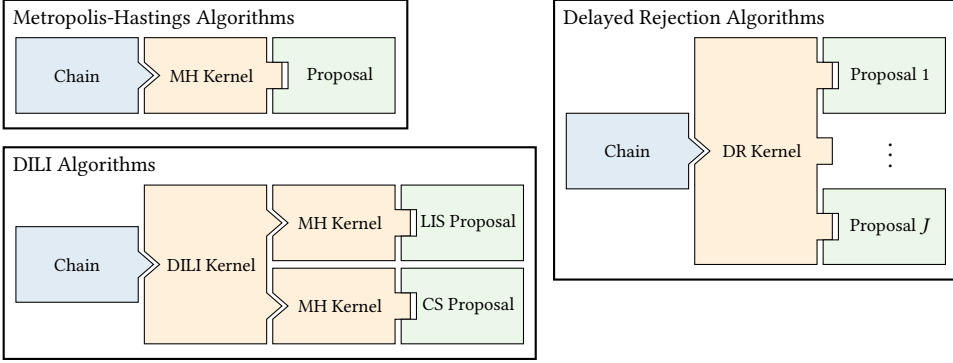 Metropolis-Hastings Algorithms
Chain
MH Kernel
Proposal
DILI Algorithms
Chain
DILI Kernel
MH Kernel
LIS Proposal
MH Kernel
CS Proposal
Delayed Rejection Algorithms
Chain
DR Kernel
Proposal 1
⋮
Proposal J